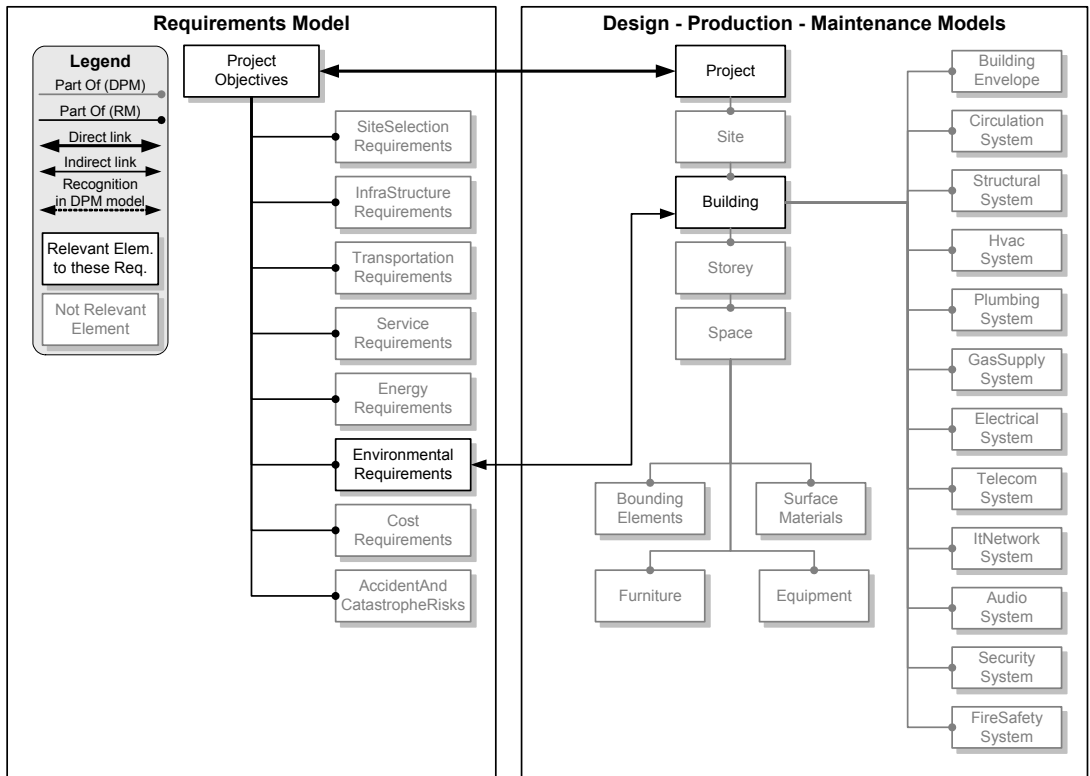 Requirements Model
Legend
Part Of (DPM)
Part Of (RM)
Direct link
Indirect link
Recognition
in DPM model
Relevant Elem.
to these Req.
Not Relevant
Element
Project
Objectives
SiteSelection
Requirements
InfraStructure
Requirements
Transportation
Requirements
Service
Requirements
Energy
Requirements
Environmental
Requirements
Cost
Requirements
AccidentAnd
CatastropheRisks
Design - Production - Maintenance Models
Project
Site
Building
Storey
Space
Bounding
Elements
Surface
Materials
Furniture
Equipment
Building
Envelope
Circulation
System
Structural
System
Hvac
System
Plumbing
System
GasSupply
System
Electrical
System
Telecom
System
ItNetwork
System
Audio
System
Security
System
FireSafety
System